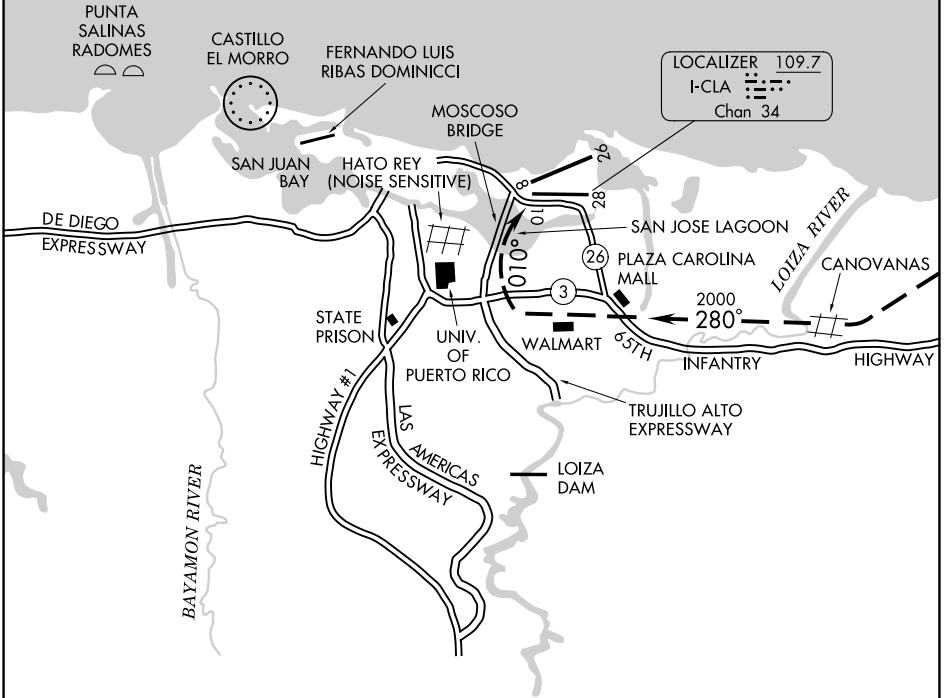 PUNTA
SALINAS
RADOMES
CASTILLO
EL MORRO
FERNANDO LUIS
RIBAS DOMINICCI
LOCALIZER 109.7
I-CLA
Chan 34
MOSCOSO
BRIDGE
SAN JUAN
BAY
HATO REY
(NOISE SENSITIVE)
8
26
10
28
DE DIEGO
EXPRESSWAY
SAN JOSE LAGOON
LOIZA RIVER
010°
26
PLAZA CAROLINA
MALL
CANOVANAS
3
2000
280°
STATE
PRISON
UNIV.
OF
PUERTO RICO
WALMART
65TH
INFANTRY
HIGHWAY
HIGHWAY #1
LAS AMERICAS
EXPRESSWAY
TRUJILLO ALTO
EXPRESSWAY
LOIZA
DAM
BAYAMON RIVER